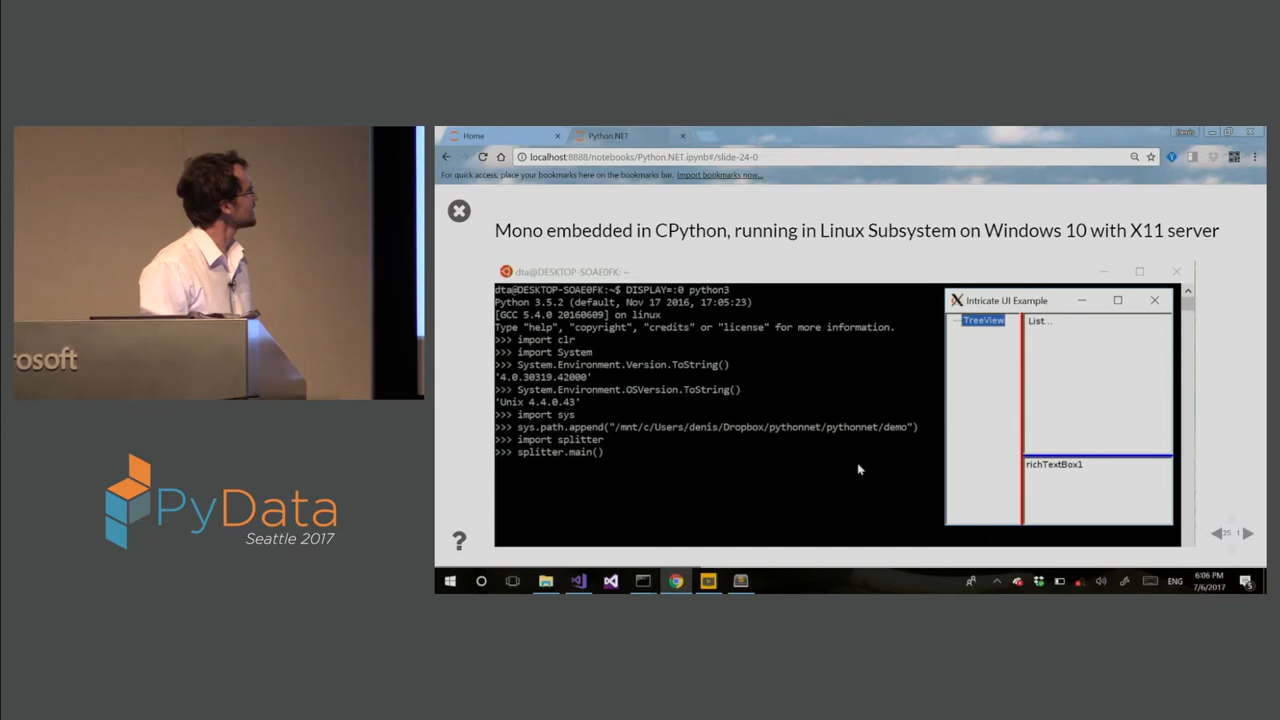 rosoft
PyData
Seattle 2017
Home
Python.NET
Denis
localhost:8888/notebooks/Python.NET.ipynb#/slide-24-0
For quick access, place your bookmarks here on the bookmarks bar. Import bookmarks now...
Mono embedded in CPython, running in Linux Subsystem on Windows 10 with X11 server
dta@DESKTOP-SOAE0FK: ~
dta@DESKTOP-SOAE0FK:~$ DISPLAY=:0 python3
Python 3.5.2 (default, Nov 17 2016, 17:05:23)
[GCC 5.4.0 20160609] on linux
Type "help", "copyright", "credits" or "license" for more information.
>>> import clr
>>> import System
>>> System.Environment.Version.ToString()
'4.0.30319.42000'
>>> System.Environment.OSVersion.ToString()
'Unix 4.4.0.43'
>>> import sys
>>> sys.path.append("/mnt/c/Users/denis/Dropbox/pythonnet/pythonnet/demo")
>>> import splitter
>>> splitter.main()
Intricate UI Example
TreeView
List...
richTextBox1
?
25 1
ENG
6:06 PM
7/6/2017
5